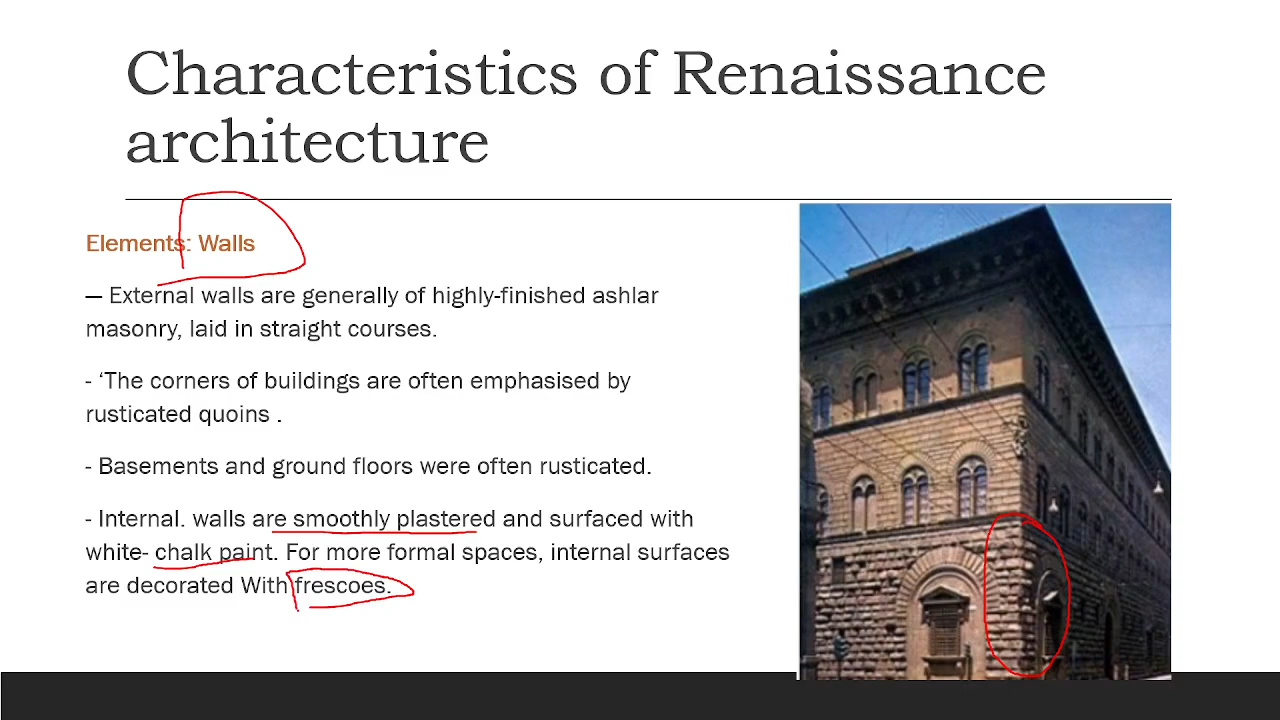 Characteristics of Renaissance
architecture
Elements: Walls
— External walls are generally of highly-finished ashlar
masonry, laid in straight courses.
- ‘The corners of buildings are often emphasised by
rusticated quoins .
- Basements and ground floors were often rusticated.
- Internal. walls are smoothly plastered and surfaced with
white- chalk paint. For more formal spaces, internal surfaces
are decorated With frescoes.